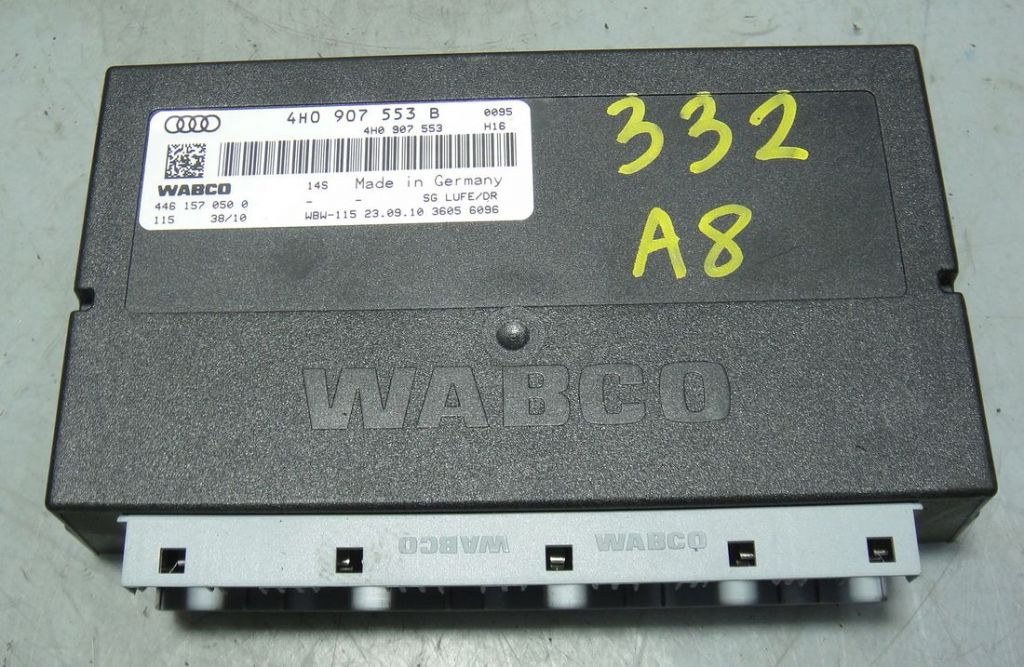 4H0 907 553 B 0095
4H0 907 553 H16
WABCO 14S Made in Germany
446 157 050 0 - - SG LUFE/DR
115 38/10 WBW-115 23.09.10 3605 6096
332
A8
WABCO
WABCO WABCO